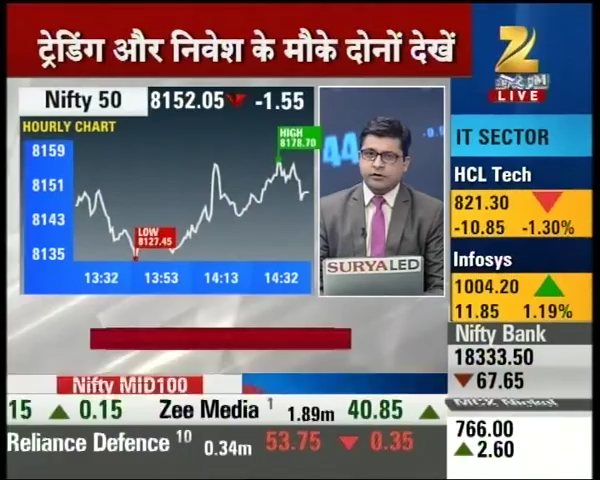 ट्रेडिंग और निवेश के मौके दोनों देखें
Z
LIVE
Nifty 50 8152.05 -1.55
HOURLY CHART
8159
8151
8143
8135
HIGH
8178.70
LOW
8127.45
13:32 13:53 14:13 14:32
44
SURYA LED
IT SECTOR
HCL Tech
821.30
-10.85 -1.30%
Infosys
1004.20
11.85 1.19%
Nifty Bank
18333.50
67.65
766.00
2.60
Nifty MID100
15 0.15 Zee Media 1 1.89m 40.85
Reliance Defence 10 0.34m 53.75 0.35